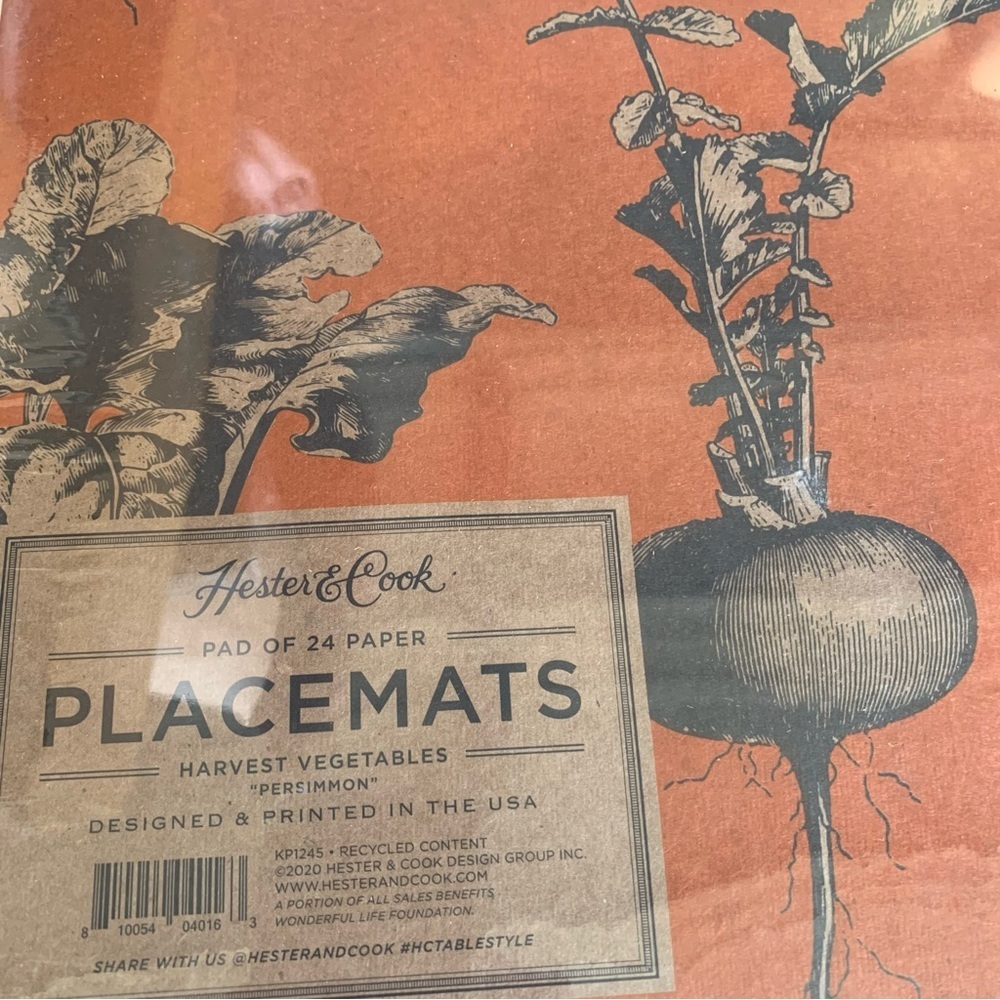 Hester & Cook
PAD OF 24 PAPER
PLACEMATS
HARVEST VEGETABLES
"PERSIMMON"
DESIGNED & PRINTED IN THE USA
KP1245 • RECYCLED CONTENT
©2020 HESTER & COOK DESIGN GROUP INC.
WWW.HESTERANDCOOK.COM
A PORTION OF ALL SALES BENEFITS
WONDERFUL LIFE FOUNDATION.
8 10054 04016 3
SHARE WITH US @HESTERANDCOOK #HCTABLESTYLE